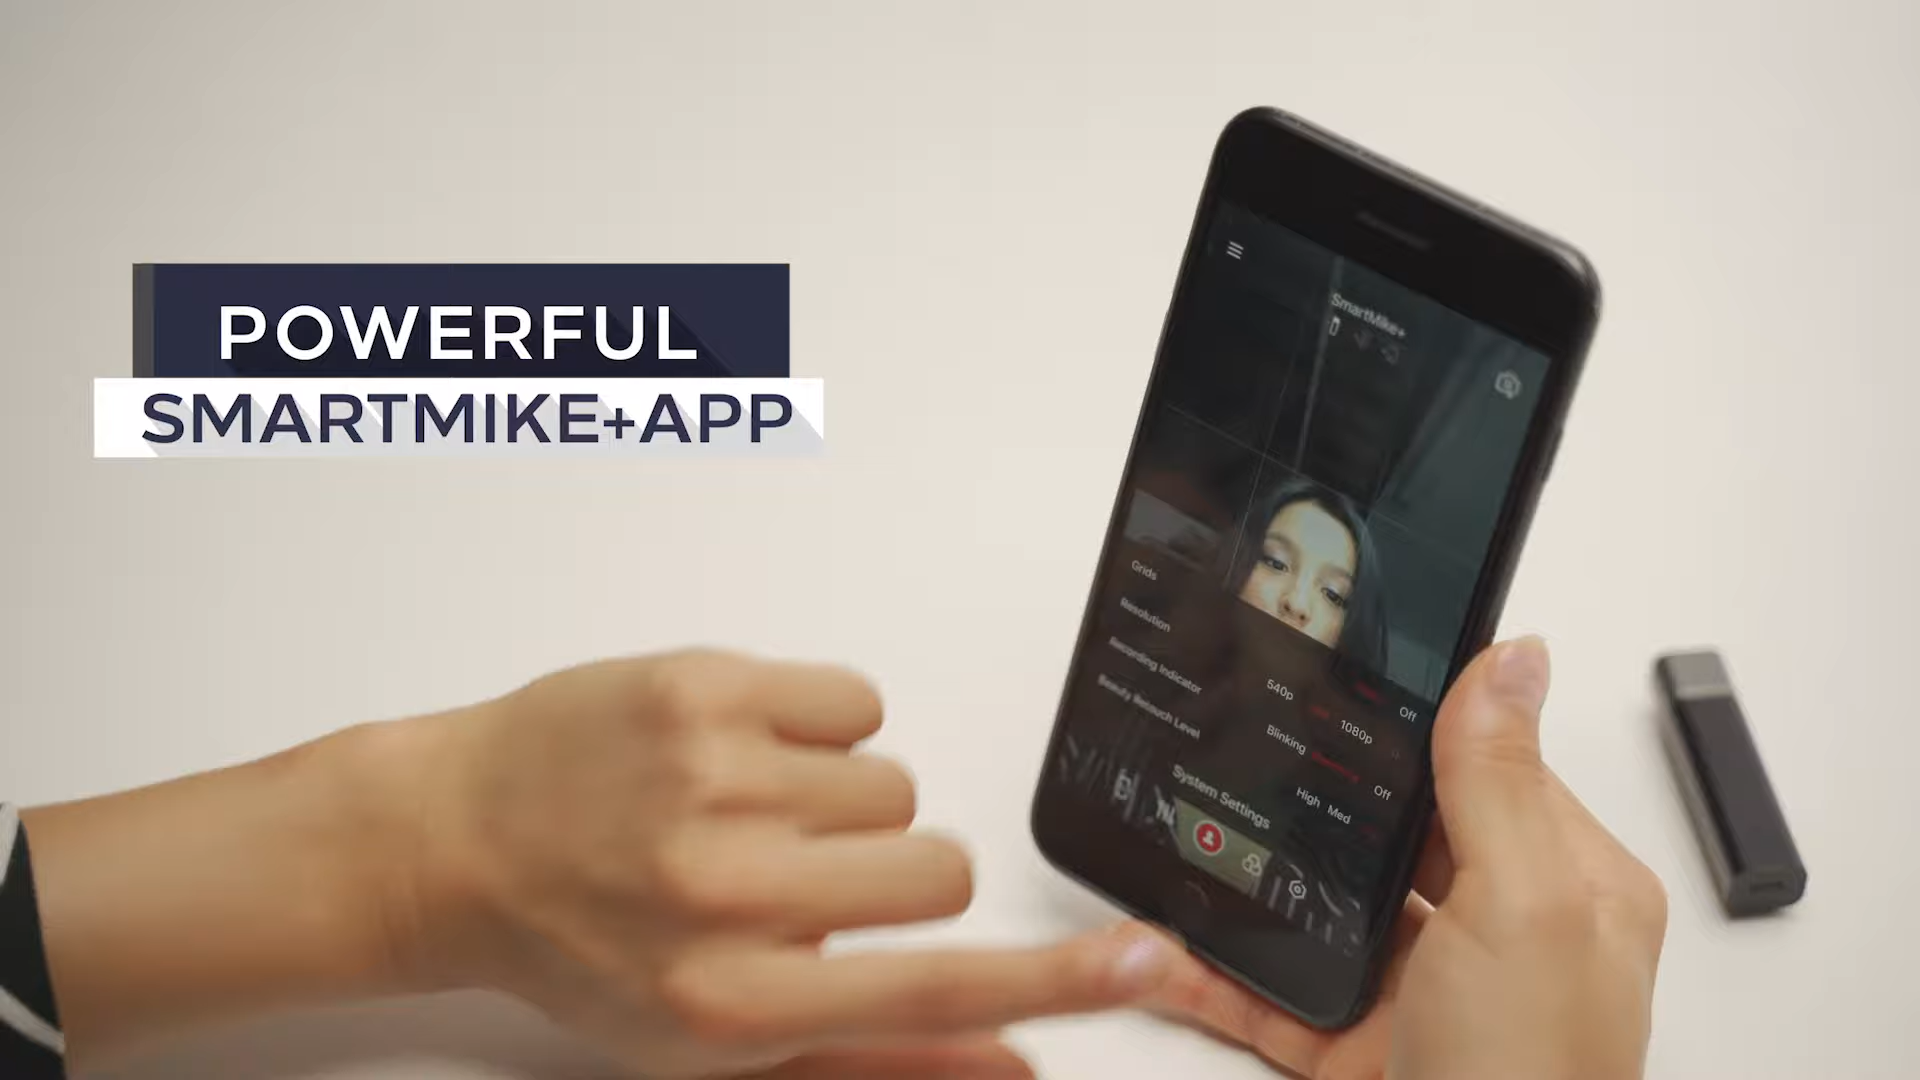 POWERFUL
SMARTMIKE+APP
SmartMike+
Grids
Off
Resolution
540p
1080p
Recording Indicator
Blinking
Off
Beauty Retouch Level
High Med
System Settings